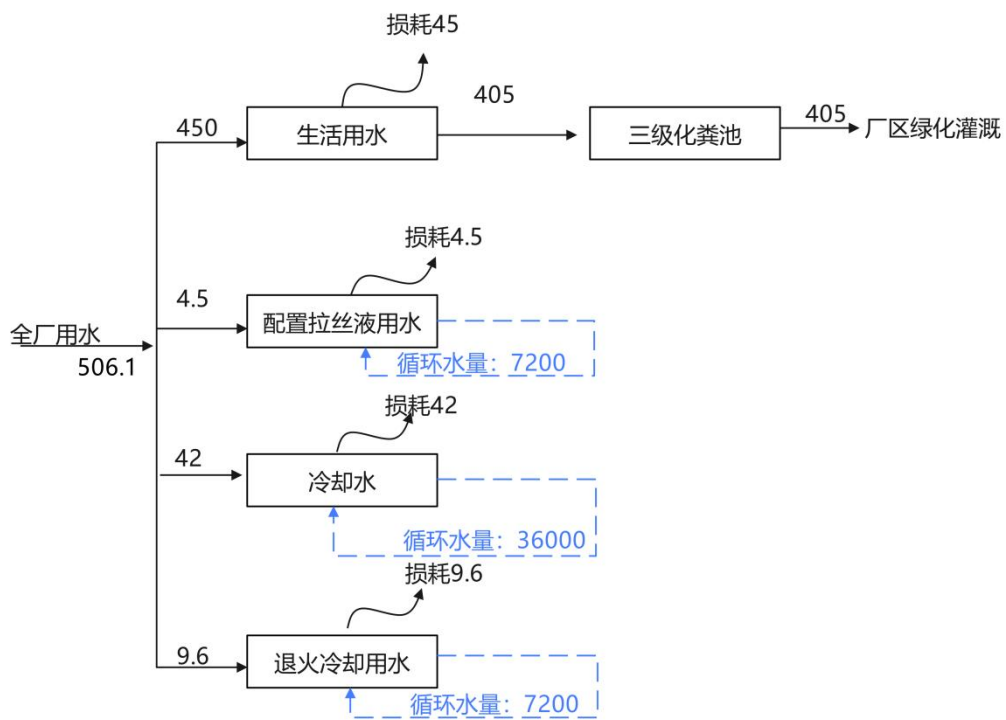 损耗45
450
生活用水
405
三级化粪池
405
厂区绿化灌溉
损耗4.5
4.5
配置拉丝液用水
循环水量：7200
全厂用水
506.1
损耗42
42
冷却水
循环水量：36000
损耗9.6
9.6
退火冷却用水
循环水量：7200